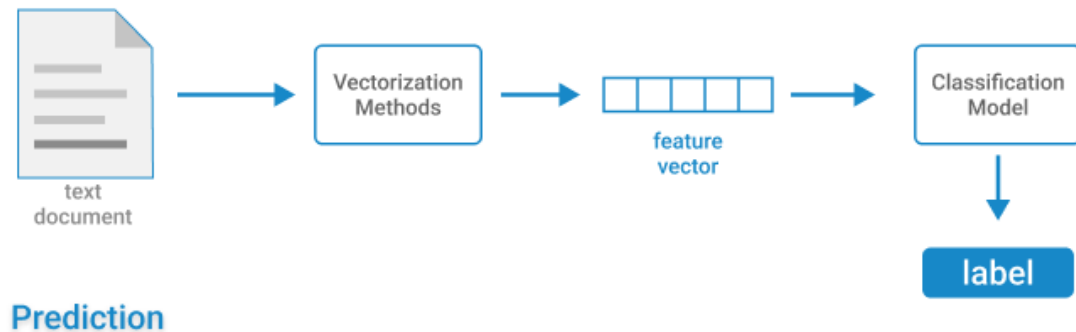 text
document
Vectorization
Methods
feature
vector
Classification
Model
label
Prediction